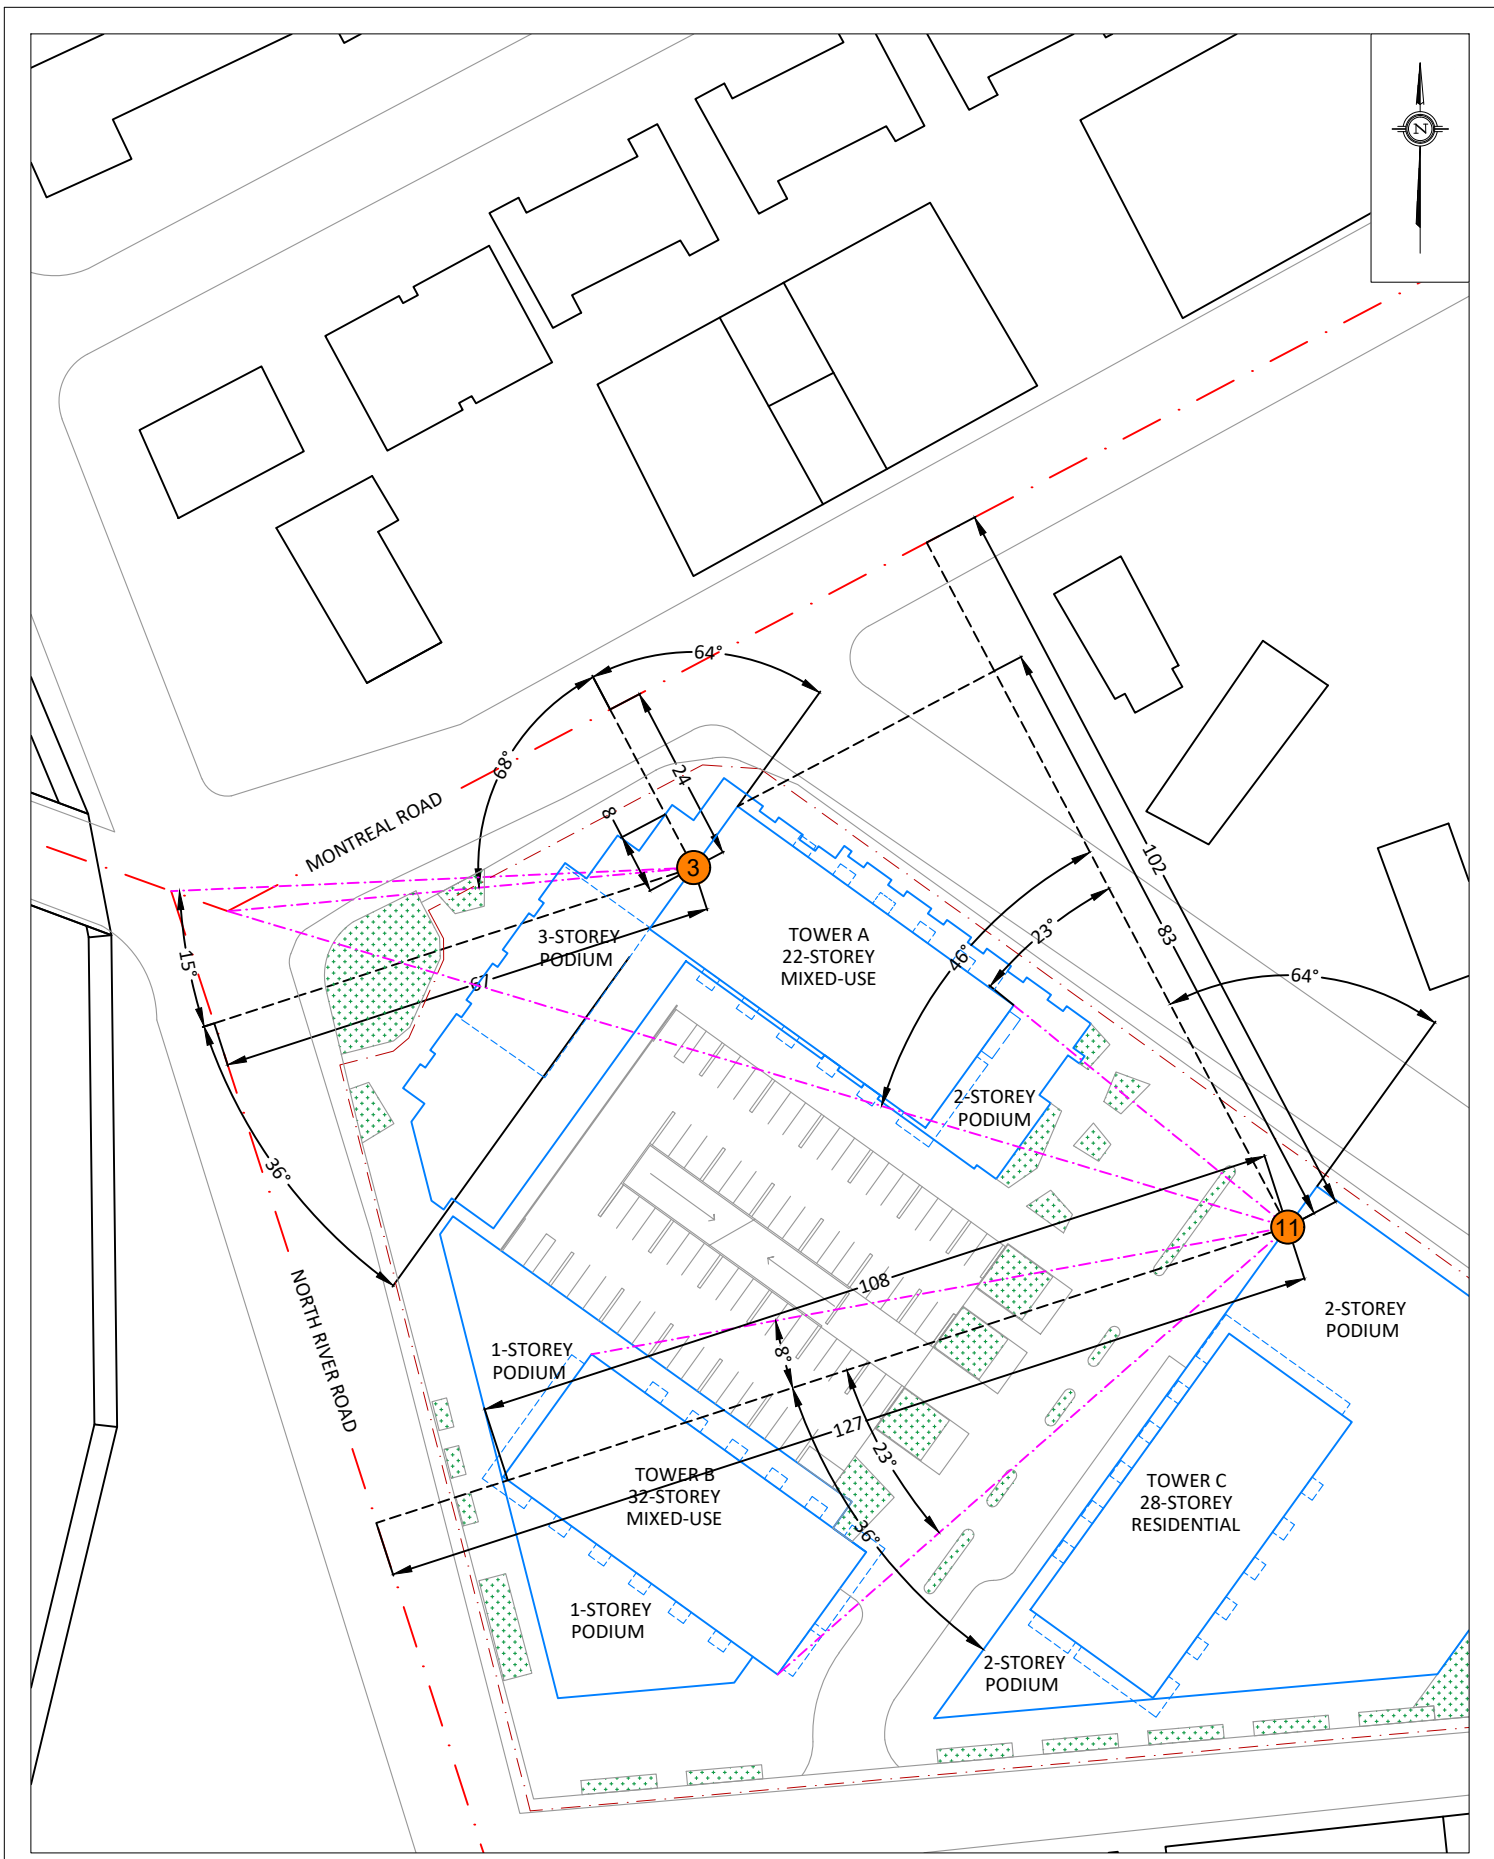 N
64°
68°
24
8
MONTREAL ROAD
3
102
83
23°
46°
64°
TOWER A
22-STOREY
MIXED-USE
3-STOREY
PODIUM
15°
67
2-STOREY
PODIUM
36°
11
108
NORTH RIVER ROAD
2-STOREY
PODIUM
1-STOREY
PODIUM
8°
127
23°
TOWER B
32-STOREY
MIXED-USE
TOWER C
28-STOREY
RESIDENTIAL
36°
1-STOREY
PODIUM
2-STOREY
PODIUM